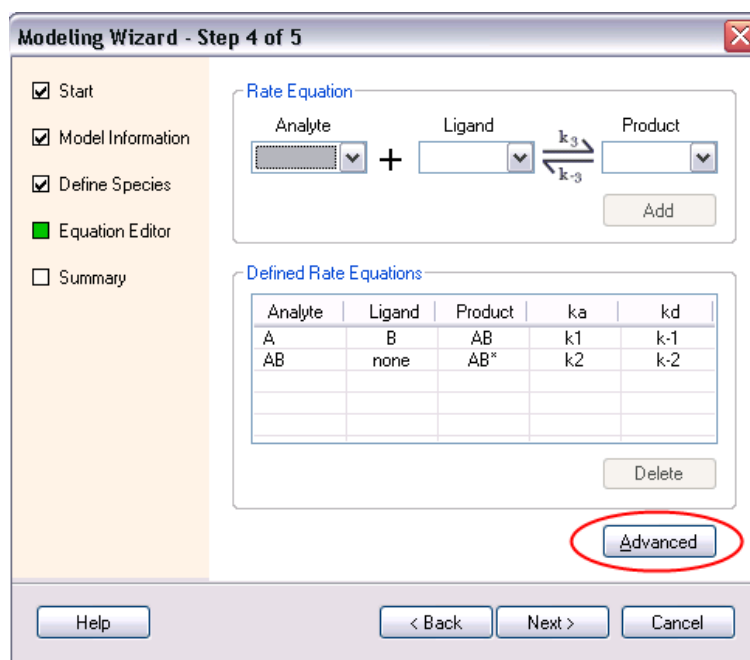 Modeling Wizard - Step 4 of 5
Start
Model Information
Define Species
Equation Editor
Summary
Rate Equation
Analyte Ligand Product
+ k3 k-3
Add
Defined Rate Equations
Analyte Ligand Product ka kd
A B AB k1 k-1
AB none AB* k2 k-2
Delete
Advanced
Help < Back Next > Cancel